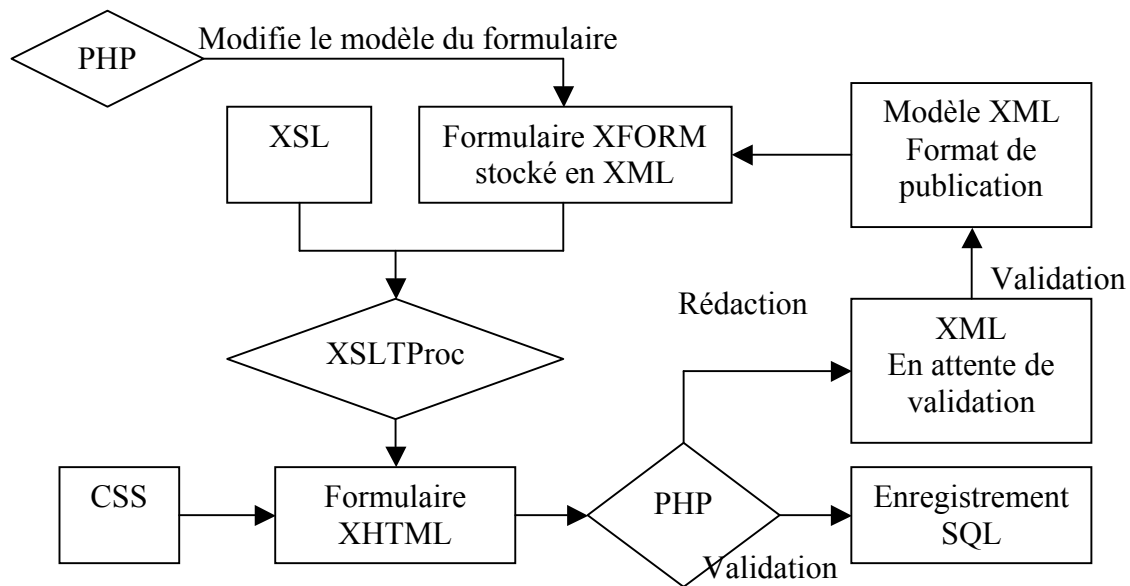 PHP
Modifie le modèle du formulaire
XSL
Formulaire XFORM
stocké en XML
Modèle XML
Format de
publication
Validation
Rédaction
XSLTProc
XML
En attente de
validation
CSS
Formulaire
XHTML
PHP
Validation
Enregistrement
SQL